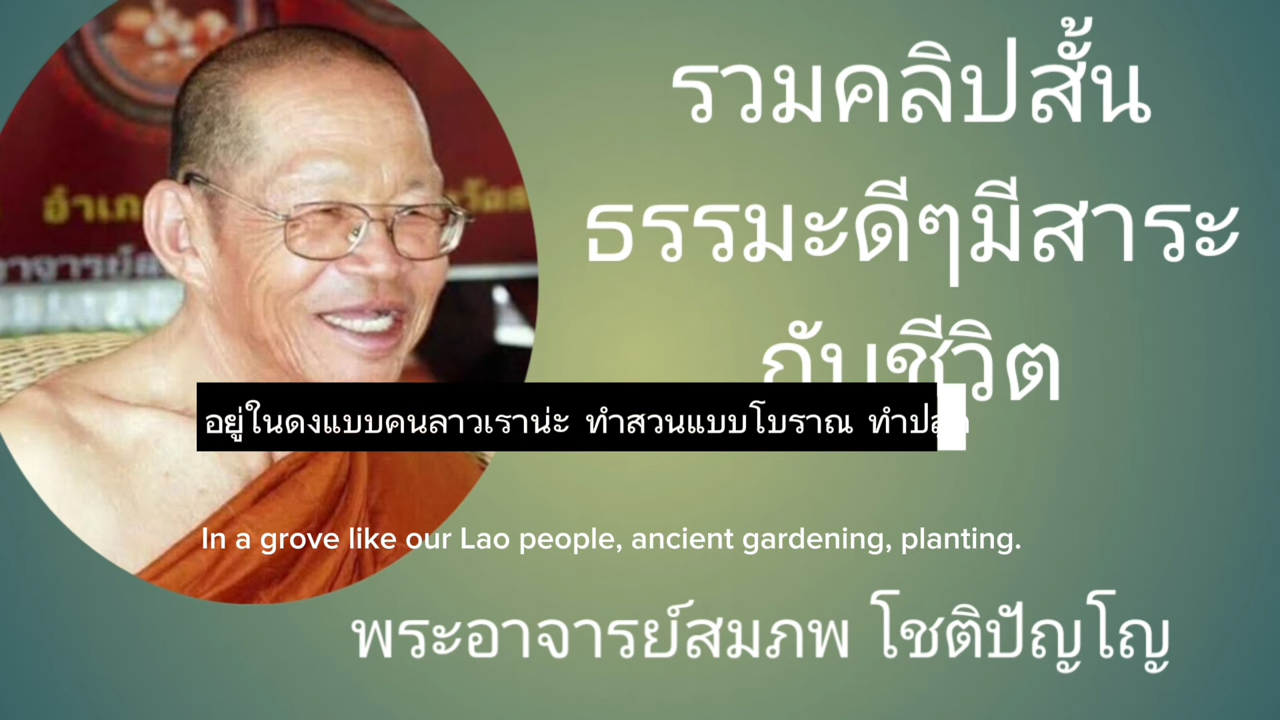 รวมคลิปสั้น
ธรรมะดีๆมีสาระ
กับชีวิต
อำเภ
อยู่ในดงแบบคนลาวเราน่ะ ทำสวนแบบโบราณ
In a grove like our Lao people, ancient gardening, planting.
พระอาจารย์สมภพ โชติปัญโญ